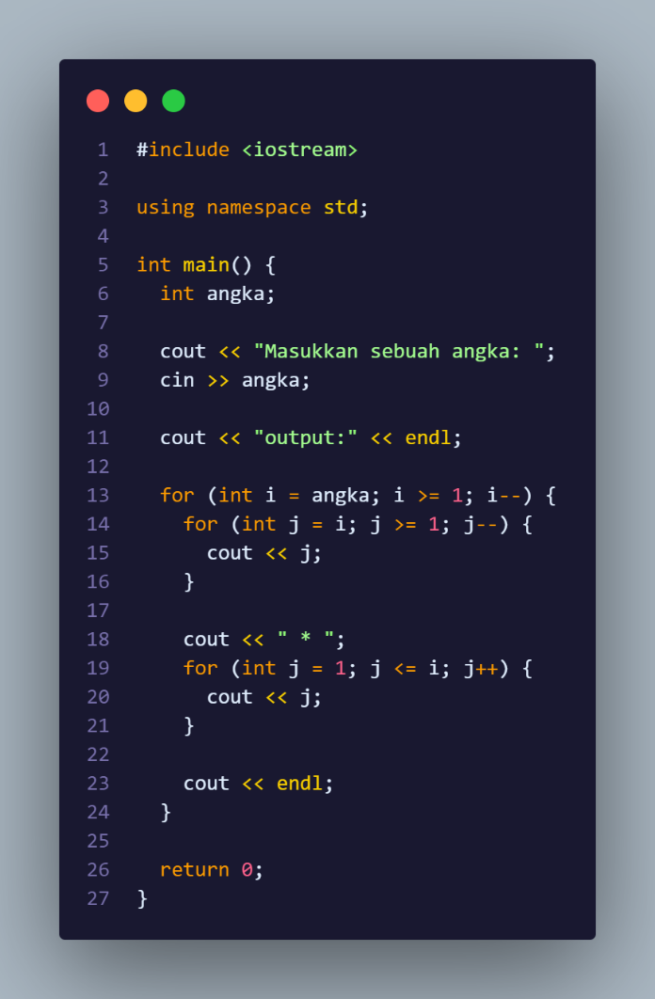 1 #include <iostream>
2
3 using namespace std;
4
5 int main() {
6   int angka;
7
8   cout << "Masukkan sebuah angka: ";
9   cin >> angka;
10
11   cout << "output:" << endl;
12
13   for (int i = angka; i >= 1; i--) {
14     for (int j = i; j >= 1; j--) {
15       cout << j;
16     }
17
18     cout << " * ";
19     for (int j = 1; j <= i; j++) {
20       cout << j;
21     }
22
23     cout << endl;
24   }
25
26   return 0;
27 }